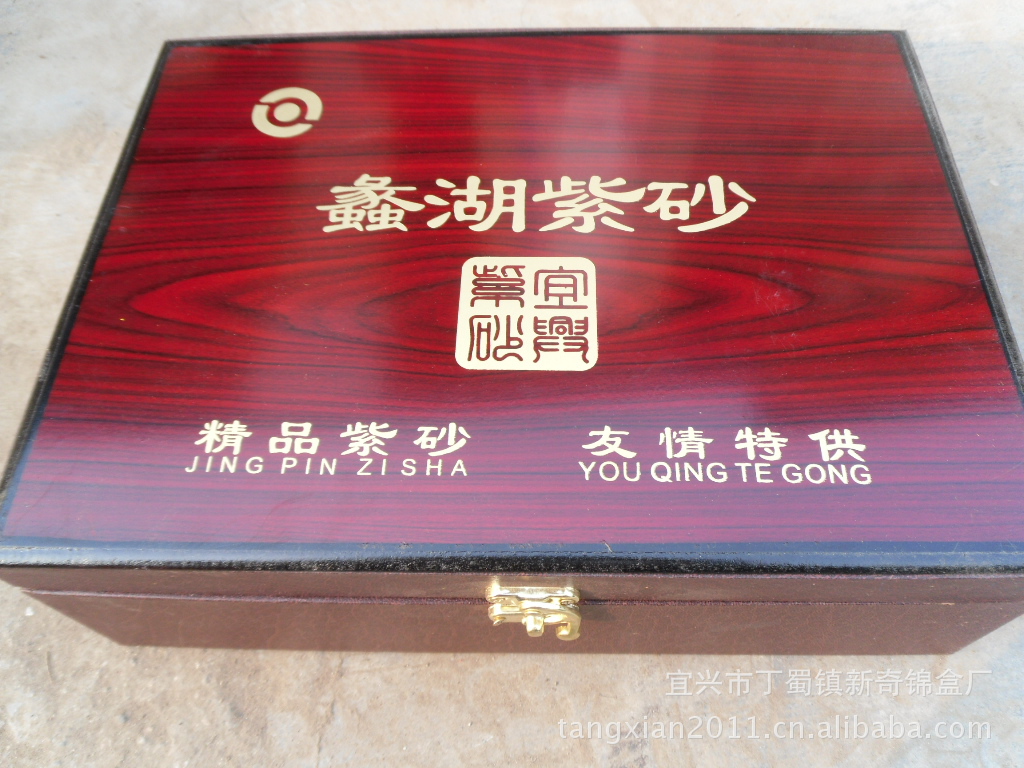 蠡湖紫砂
宜興
紫砂
精品紫砂
JING PIN ZI SHA
友情特供
YOU QING TE GONG
宜兴市丁蜀镇新奇锦盒厂
tangxian2011.cn.alibaba.com